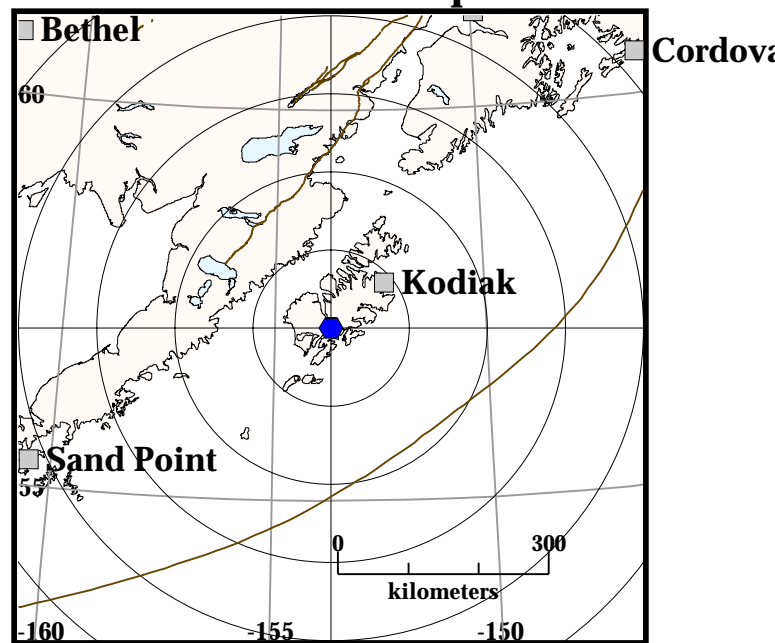 Bethel
Cordova
60
Kodiak
Sand Point
55
0 300
kilometers
-160 -155 -150